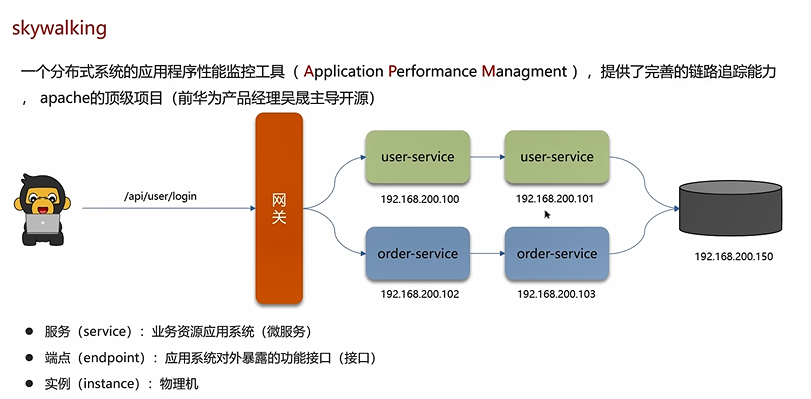 skywalking
一个分布式系统的应用程序性能监控工具（ Application Performance Managment ），提供了完善的链路追踪能力
，apache的顶级项目（前华为产品经理吴晟主导开源）
/api/user/login
网关
user-service
192.168.200.100
user-service
192.168.200.101
order-service
192.168.200.102
order-service
192.168.200.103
192.168.200.150
● 服务（service）：业务资源应用系统（微服务）
● 端点（endpoint）：应用系统对外暴露的功能接口（接口）
● 实例（instance）：物理机